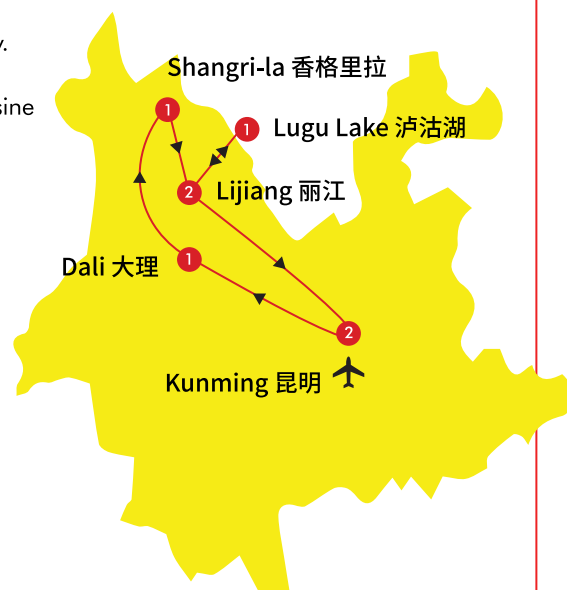 y.
sine
Shangri-la 香格里拉
1
1
Lugu Lake 泸沽湖
2
Lijiang 丽江
Dali 大理
1
2
Kunming 昆明